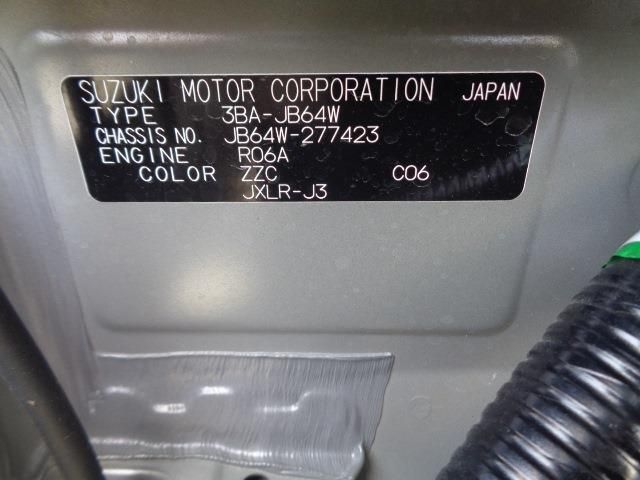 SUZUKI MOTOR CORPORATION JAPAN
TYPE 3BA-JB64W
CHASSIS NO. JB64W-277423
ENGINE R06A
COLOR ZZC C06
JXLR-J3